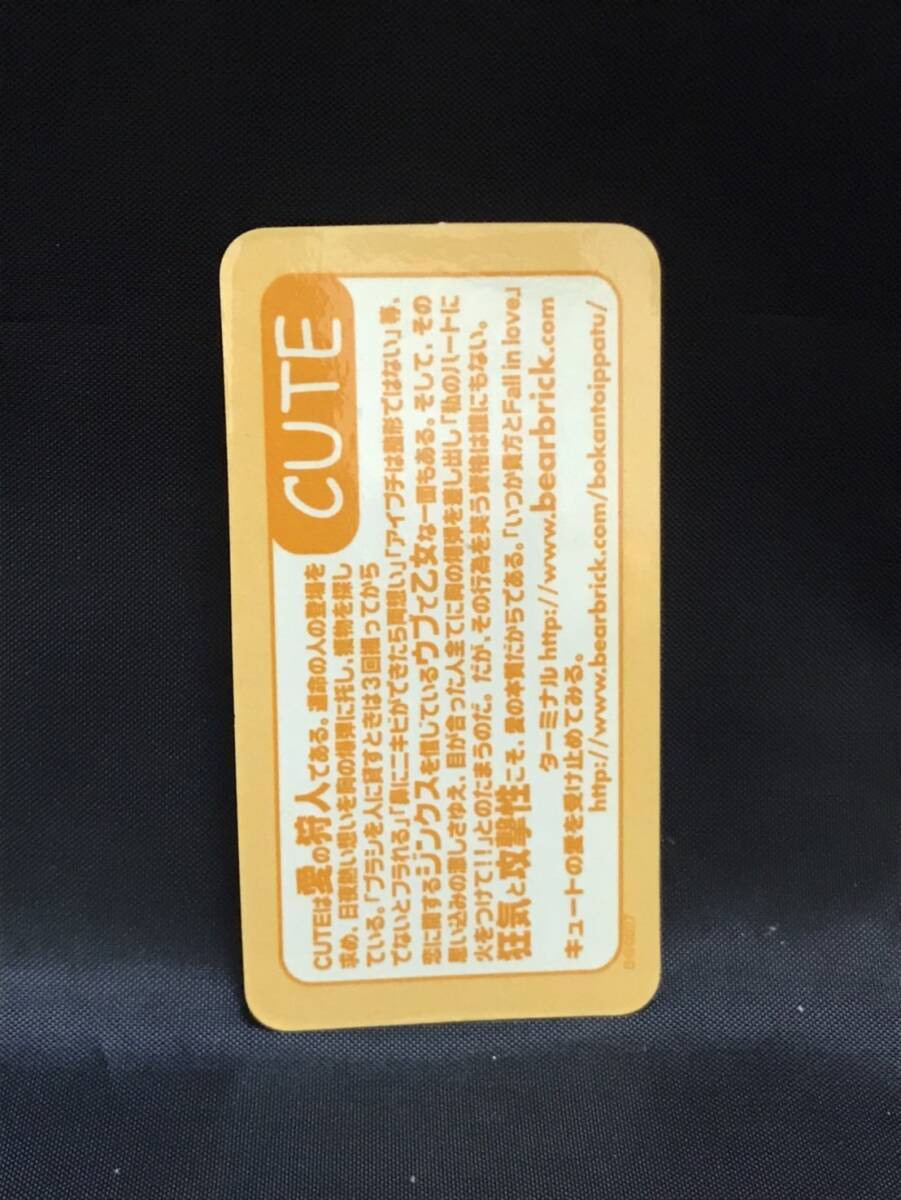 CUTE
CUTEは愛の狩人である。運命の人の登場を
求め、日夜熱い想いを胸の爆弾に托し、獲物を探し
ている。「ブラシを人に貸すときは3回撮ってから
でないとフラれる」「鼻にニキビができたら両想い」「アイプチは整形ではない」等、
恋に関するジンクスを信じているウブで乙女な一面もある。そして、その
思い込みの激しさゆえ、目が合った人全てに胸の爆弾を差し出し「私のハートに
火をつけて!!」とのたまうのだ。だが、その行為を笑う資格は誰にもない。
狂気と攻撃性こそ、愛の本質だからである。「いつか貴方とFall in love。」
ターミナル http://www.bearbrick.com
キュートの愛を受け止めてみる。
http://www.bearbrick.com/bokantoippatu/